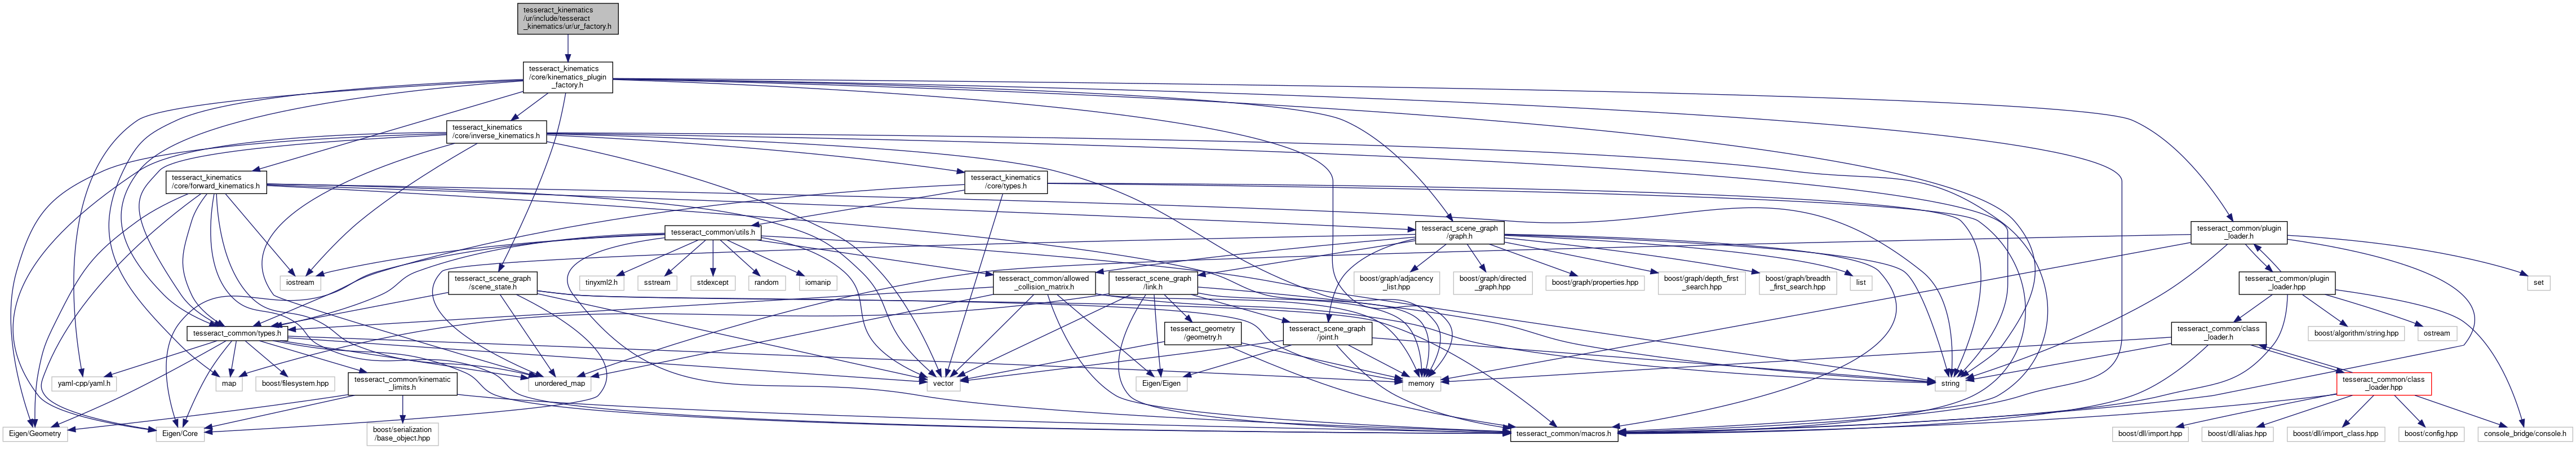 tesseract_kinematics
/ur/include/tesseract
_kinematics/ur/ur_factory.h
tesseract_kinematics
/core/kinematics_plugin
_factory.h
tesseract_kinematics
/core/inverse_kinematics.h
tesseract_kinematics
/core/forward_kinematics.h
tesseract_kinematics
/core/types.h
tesseract_common/utils.h
tesseract_scene_graph
/graph.h
tesseract_common/plugin
_loader.h
iostream
tesseract_scene_graph
/scene_state.h
tinyxml2.h
sstream
stdexcept
random
iomanip
tesseract_common/allowed
_collision_matrix.h
tesseract_scene_graph
/link.h
boost/graph/adjacency
_list.hpp
boost/graph/directed
_graph.hpp
boost/graph/properties.hpp
boost/graph/depth_first
_search.hpp
boost/graph/breadth
_first_search.hpp
list
tesseract_common/plugin
_loader.hpp
set
tesseract_common/types.h
tesseract_geometry
/geometry.h
tesseract_scene_graph
/joint.h
tesseract_common/class
_loader.h
boost/algorithm/string.hpp
ostream
yaml-cpp/yaml.h
map
boost/filesystem.hpp
tesseract_common/kinematic
_limits.h
unordered_map
vector
Eigen/Eigen
memory
string
tesseract_common/class
_loader.hpp
Eigen/Geometry
Eigen/Core
boost/serialization
/base_object.hpp
tesseract_common/macros.h
boost/dll/import.hpp
boost/dll/alias.hpp
boost/dll/import_class.hpp
boost/config.hpp
console_bridge/console.h